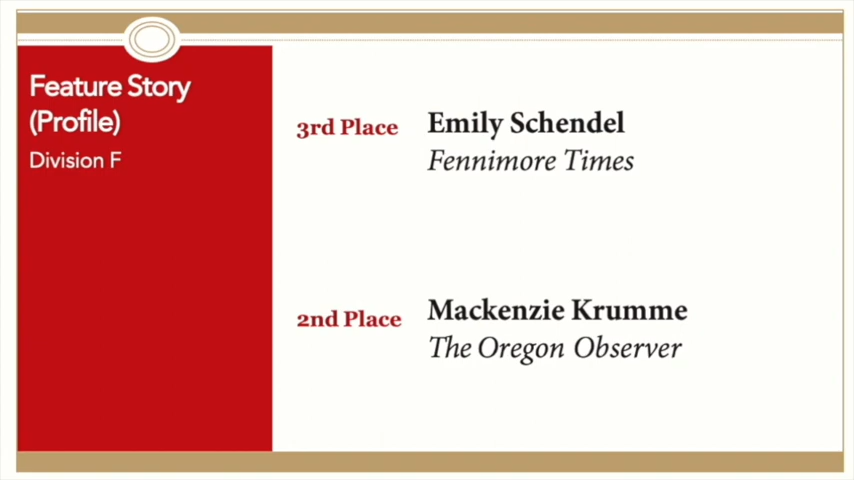 Feature Story
(Profile)
Division F
3rd Place
Emily Schendel
Fennimore Times
2nd Place
Mackenzie Krumme
The Oregon Observer